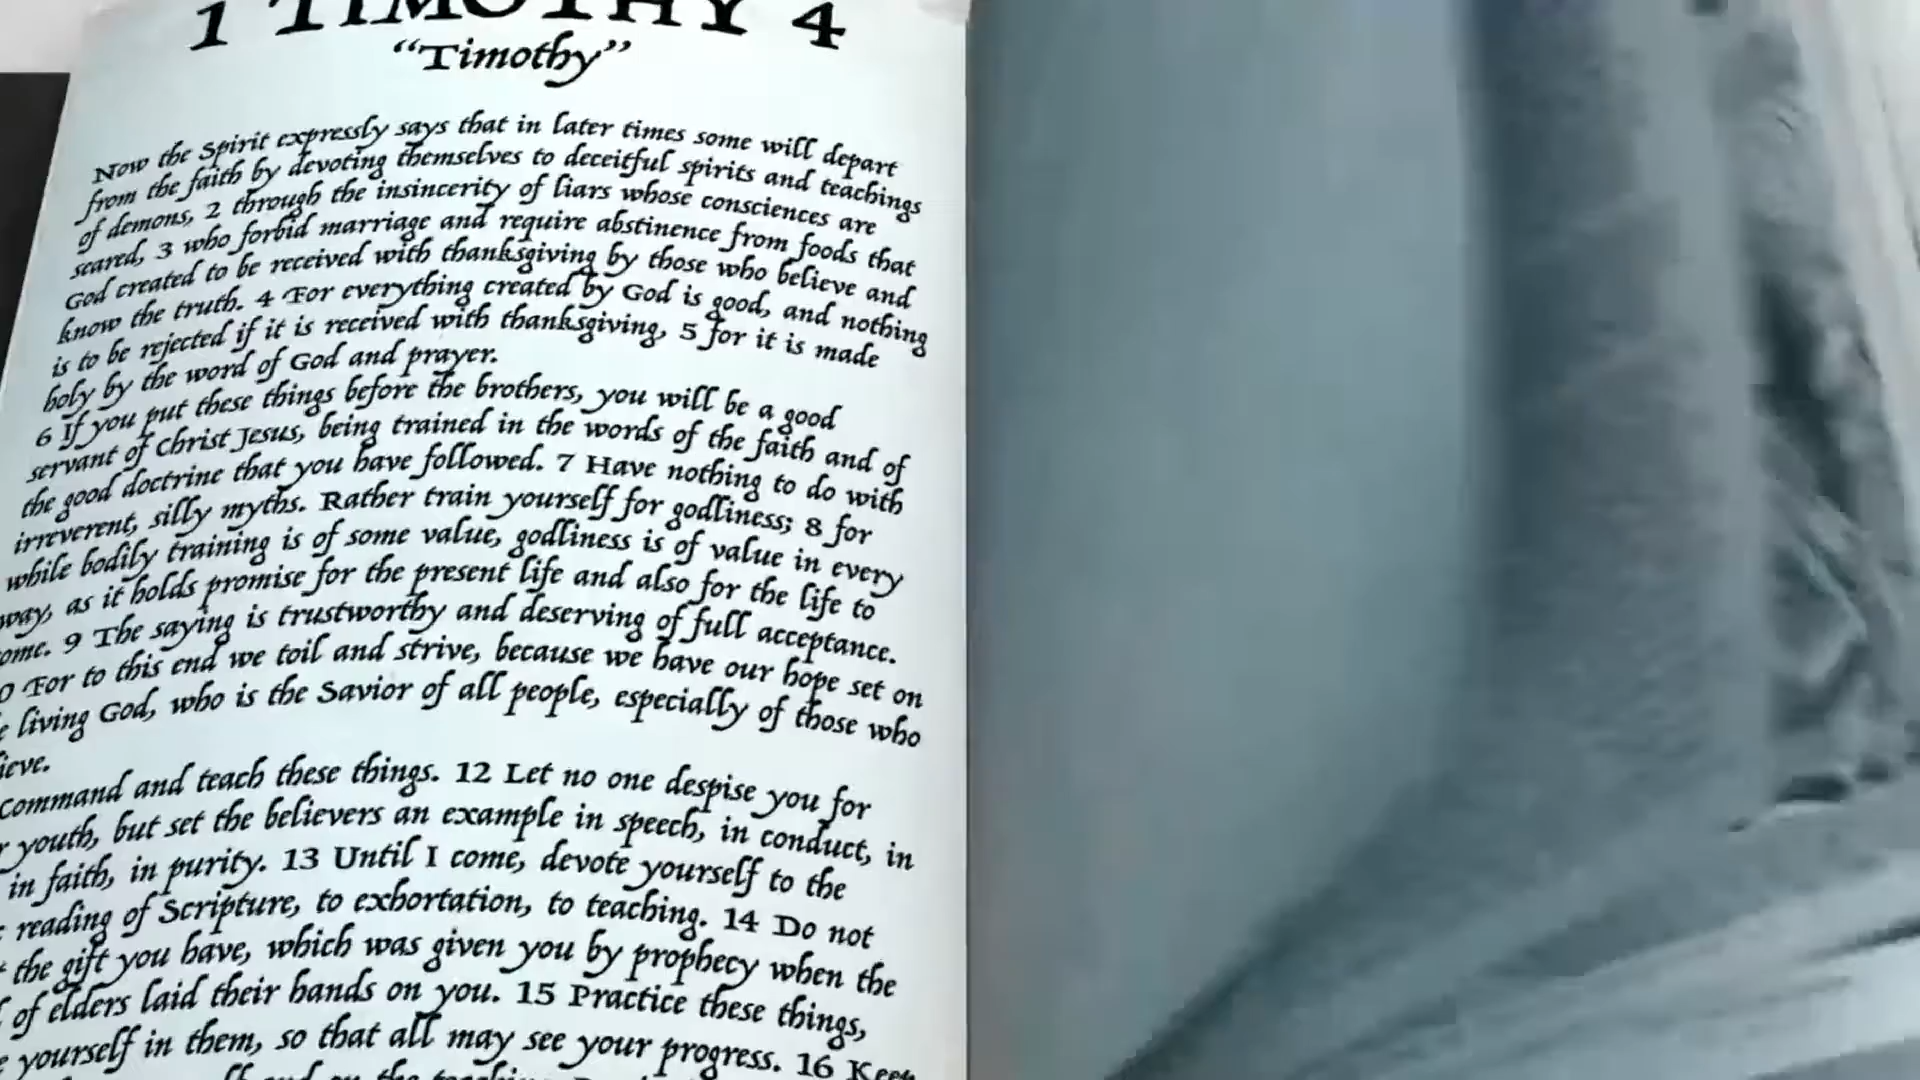 1 TIMOTHY 4
“Timothy”
Now the Spirit expressly says that in later times some will depart
from the faith by devoting themselves to deceitful spirits and teachings
of demons, 2 through the insincerity of liars whose consciences are
seared, 3 who forbid marriage and require abstinence from foods that
God created to be received with thanksgiving by those who believe and
know the truth. 4 For everything created by God is good, and nothing
is to be rejected if it is received with thanksgiving, 5 for it is made
holy by the word of God and prayer.
6 If you put these things before the brothers, you will be a good
servant of Christ Jesus, being trained in the words of the faith and of
the good doctrine that you have followed. 7 Have nothing to do with
irreverent, silly myths. Rather train yourself for godliness; 8 for
while bodily training is of some value, godliness is of value in every
way, as it holds promise for the present life and also for the life to
ome. 9 The saying is trustworthy and deserving of full acceptance.
0 For to this end we toil and strive, because we have our hope set on
living God, who is the Savior of all people, especially of those who
ieve.
Command and teach these things. 12 Let no one despise you for
youth, but set the believers an example in speech, in conduct, in
in faith, in purity. 13 Until I come, devote yourself to the
reading of Scripture, to exhortation, to teaching. 14 Do not
the gift you have, which was given you by prophecy when the
of elders laid their hands on you. 15 Practice these things,
yourself in them, so that all may see your progress. 16 Keep